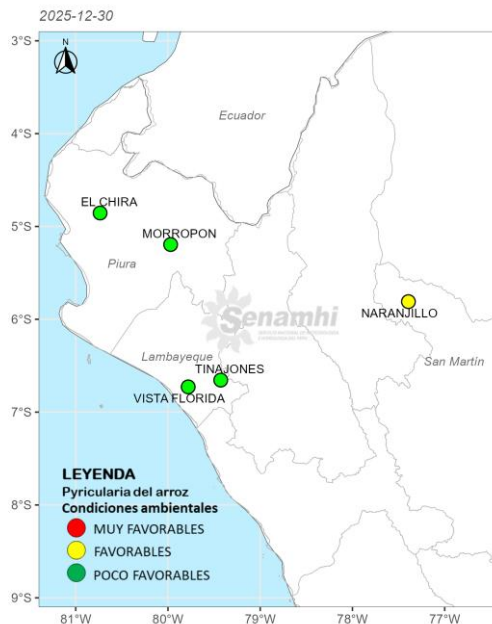 2025-12-30
N
3°S
4°S
5°S
6°S
7°S
8°S
9°S
Ecuador
EL CHIRA
MORROPON
Piura
NARANJILLO
Senamhi
San Martín
Lambayeque
TINAJONES
VISTA FLORIDA
LEYENDA
Pyricularia del arroz
Condiciones ambientales
MUY FAVORABLES
FAVORABLES
POCO FAVORABLES
81°W 80°W 79°W 78°W 77°W